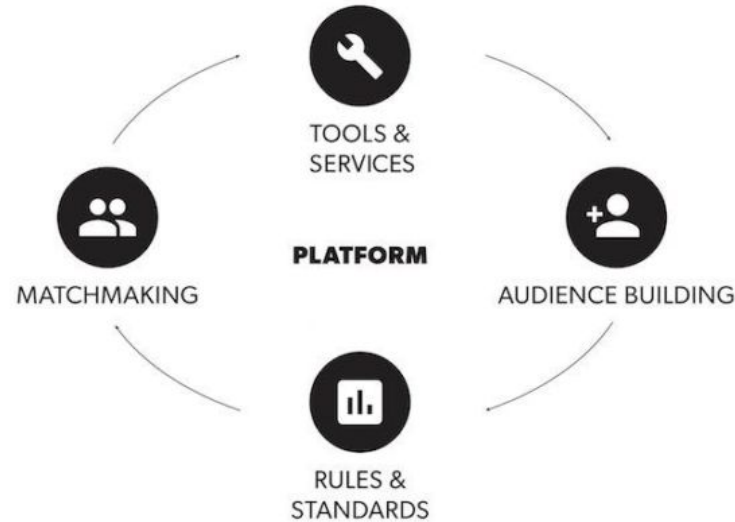 TOOLS &
SERVICES
PLATFORM
MATCHMAKING
AUDIENCE BUILDING
RULES &
STANDARDS